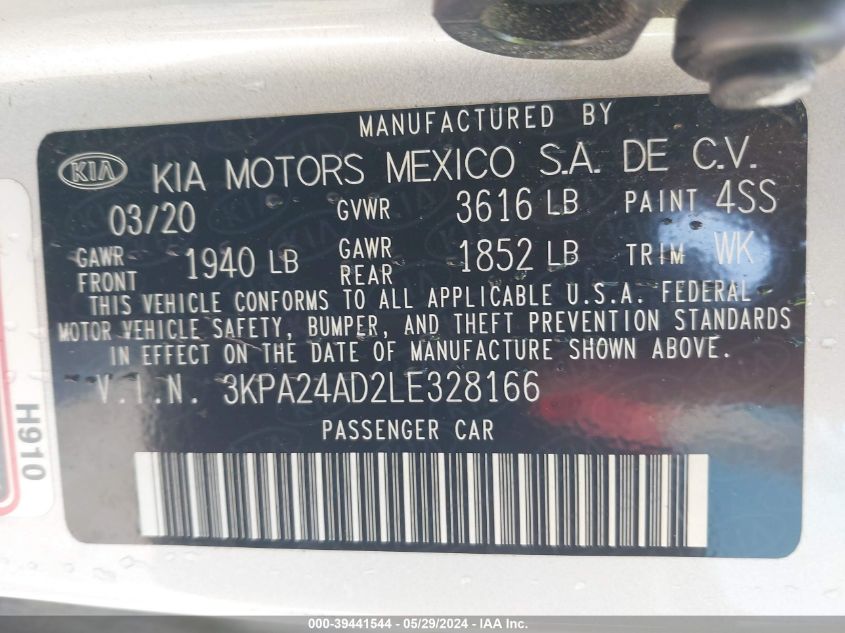 MANUFACTURED BY
KIA KIA MOTORS MEXICO S.A. DE C.V.
03/20 GVWR 3616 LB PAINT 4SS
GAWR FRONT 1940 LB GAWR REAR 1852 LB TRIM WK
THIS VEHICLE CONFORMS TO ALL APPLICABLE U.S.A. FEDERAL
MOTOR VEHICLE SAFETY, BUMPER, AND THEFT PREVENTION STANDARDS
IN EFFECT ON THE DATE OF MANUFACTURE SHOWN ABOVE.
V.I.N. 3KPA24AD2LE328166
PASSENGER CAR
H910
000-39441544 - 05/29/2024 - IAA Inc.